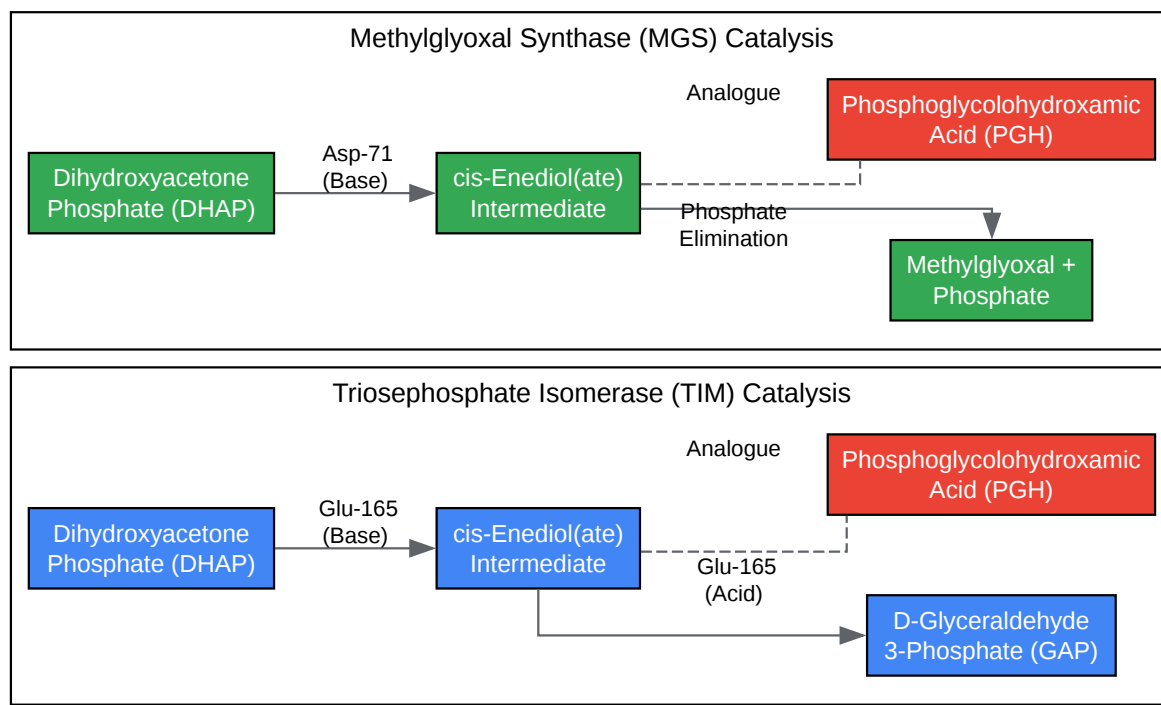 Methylglyoxal Synthase (MGS) Catalysis
Analogue
Phosphoglycolohydroxamic
Acid (PGH)
Asp-71
(Base)
Dihydroxyacetone
Phosphate (DHAP)
cis-Enediol(ate)
Intermediate
Phosphate
Elimination
Methylglyoxal +
Phosphate
Triosephosphate Isomerase (TIM) Catalysis
Analogue
Phosphoglycolohydroxamic
Acid (PGH)
Glu-165
(Base)
Dihydroxyacetone
Phosphate (DHAP)
cis-Enediol(ate)
Intermediate
Glu-165
(Acid)
D-Glyceraldehyde
3-Phosphate (GAP)